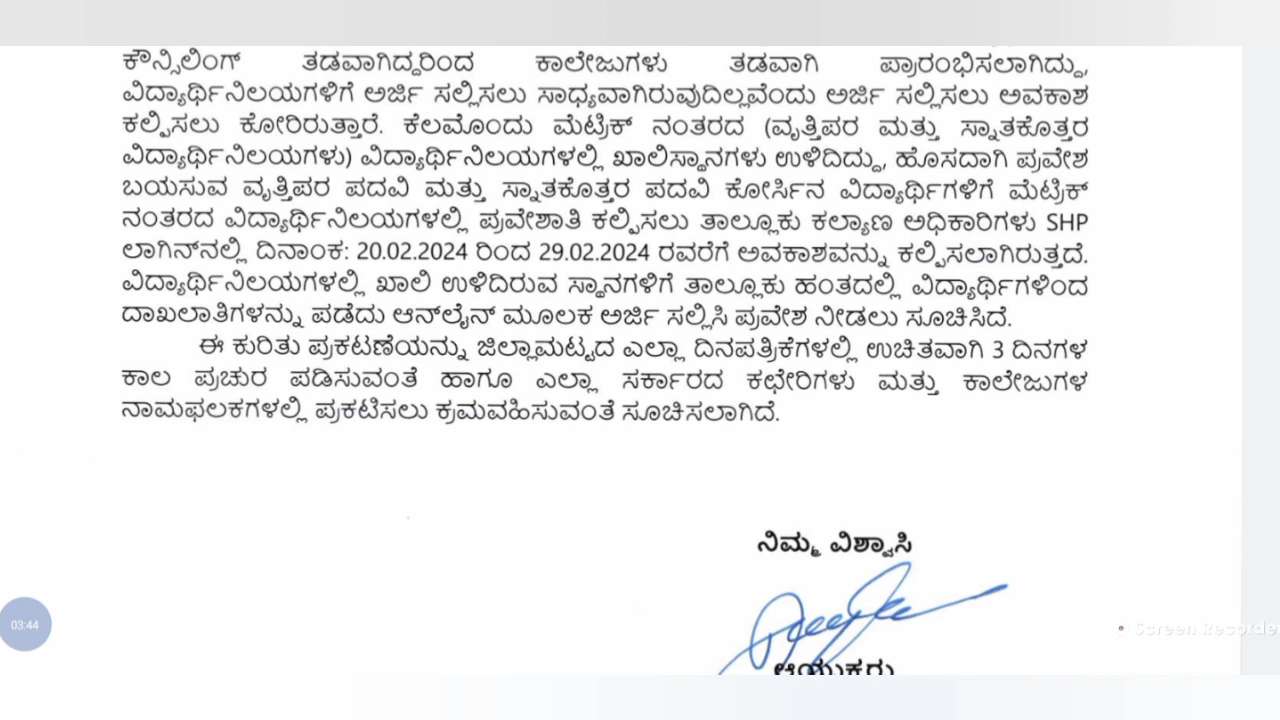 ಕೌನ್ಸಿಲಿಂಗ್ ತಡವಾಗಿದ್ದರಿಂದ ಕಾಲೇಜುಗಳು ತಡವಾಗಿ ಪ್ರಾರಂಭಿಸಲಾಗಿದ್ದು,
ವಿದ್ಯಾರ್ಥಿನಿಲಯಗಳಿಗೆ ಅರ್ಜಿ ಸಲ್ಲಿಸಲು ಸಾಧ್ಯವಾಗಿರುವುದಿಲ್ಲವೆಂದು ಅರ್ಜಿ ಸಲ್ಲಿಸಲು ಅವಕಾಶ
ಕಲ್ಪಿಸಲು ಕೋರಿರುತ್ತಾರೆ. ಕೆಲಮೊಂದು ಮೆಟ್ರಿಕ್ ನಂತರದ (ವೃತ್ತಿಪರ ಮತ್ತು ಸ್ನಾತಕೊತ್ತರ
ವಿದ್ಯಾರ್ಥಿನಿಲಯಗಳು) ವಿದ್ಯಾರ್ಥಿನಿಲಯಗಳಲ್ಲಿ ಖಾಲಿಸ್ಥಾನಗಳು ಉಳಿದಿದ್ದು, ಹೊಸದಾಗಿ ಪ್ರವೇಶ
ಬಯಸುವ ವೃತ್ತಿಪರ ಪದವಿ ಮತ್ತು ಸ್ನಾತಕೊತ್ತರ ಪದವಿ ಕೋರ್ಸಿನ ವಿದ್ಯಾರ್ಥಿಗಳಿಗೆ ಮೆಟ್ರಿಕ್
ನಂತರದ ವಿದ್ಯಾರ್ಥಿನಿಲಯಗಳಲ್ಲಿ ಪ್ರವೇಶಾತಿ ಕಲ್ಪಿಸಲು ತಾಲ್ಲೂಕು ಕಲ್ಯಾಣ ಅಧಿಕಾರಿಗಳು SHP
ಲಾಗಿನ್‌ನಲ್ಲಿ ದಿನಾಂಕ: 20.02.2024 ರಿಂದ 29.02.2024 ರವರೆಗೆ ಅವಕಾಶವನ್ನು ಕಲ್ಪಿಸಲಾಗಿರುತ್ತದೆ.
ವಿದ್ಯಾರ್ಥಿನಿಲಯಗಳಲ್ಲಿ ಖಾಲಿ ಉಳಿದಿರುವ ಸ್ಥಾನಗಳಿಗೆ ತಾಲ್ಲೂಕು ಹಂತದಲ್ಲಿ ವಿದ್ಯಾರ್ಥಿಗಳಿಂದ
ದಾಖಲಾತಿಗಳನ್ನು ಪಡೆದು ಆನ್‌ಲೈನ್ ಮೂಲಕ ಅರ್ಜಿ ಸಲ್ಲಿಸಿ ಪ್ರವೇಶ ನೀಡಲು ಸೂಚಿಸಿದೆ.
ಈ ಕುರಿತು ಪ್ರಕಟಣೆಯನ್ನು ಜಿಲ್ಲಾಮಟ್ಟದ ಎಲ್ಲಾ ದಿನಪತ್ರಿಕೆಗಳಲ್ಲಿ ಉಚಿತವಾಗಿ 3 ದಿನಗಳ
ಕಾಲ ಪ್ರಚುರ ಪಡಿಸುವಂತೆ ಹಾಗೂ ಎಲ್ಲಾ ಸರ್ಕಾರದ ಕಛೇರಿಗಳು ಮತ್ತು ಕಾಲೇಜುಗಳ
ನಾಮಫಲಕಗಳಲ್ಲಿ ಪ್ರಕಟಿಸಲು ಕ್ರಮವಹಿಸುವಂತೆ ಸೂಚಿಸಲಾಗಿದೆ.
ನಿಮ್ಮ ವಿಶ್ವಾಸಿ
03:44
Screen Recorder
ಆಯುಕ್ತರು